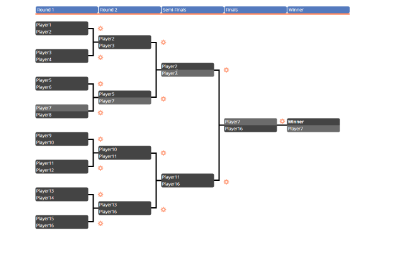 Round 1
Round 2
Semi Finals
Finals
Winner
Player1
Player2
Player3
Player4
Player5
Player6
Player7
Player8
Player9
Player10
Player11
Player12
Player13
Player14
Player15
Player16
Player2
Player3
Player5
Player7
Player10
Player11
Player13
Player16
Player2
Player7
Player11
Player16
Player7
Player16
Winner
Player7